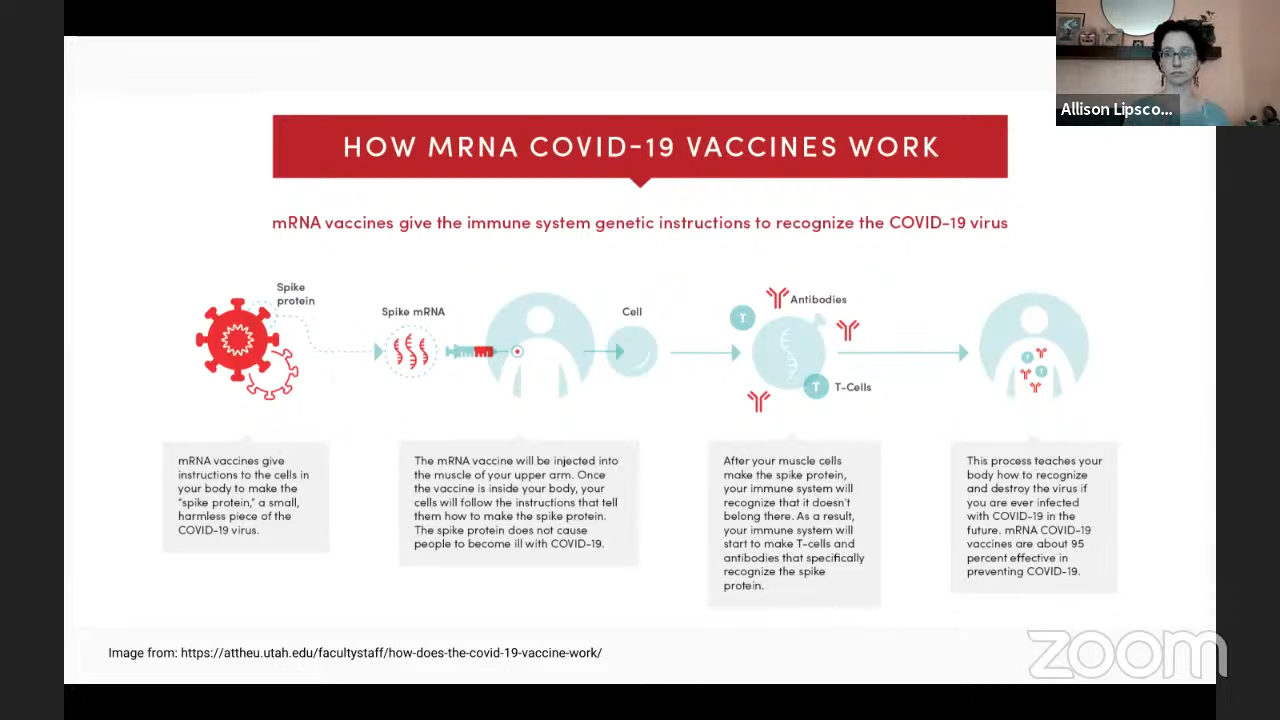 Allison Lipsco...
HOW MRNA COVID-19 VACCINES WORK
mRNA vaccines give the immune system genetic instructions to recognize the COVID-19 virus
Spike
protein
Spike mRNA
Cell
T
Antibodies
T
T-Cells
T
T
mRNA vaccines give
instructions to the cells in
your body to make the
“spike protein,” a small,
harmless piece of the
COVID-19 virus.
The mRNA vaccine will be injected into
the muscle of your upper arm. Once
the vaccine is inside your body, your
cells will follow the instructions that tell
them how to make the spike protein.
The spike protein does not cause
people to become ill with COVID-19.
After your muscle cells
make the spike protein,
your immune system will
recognize that it doesn’t
belong there. As a result,
your immune system will
start to make T-cells and
antibodies that specifically
recognize the spike
protein.
This process teaches your
body how to recognize
and destroy the virus if
you are ever infected
with COVID-19 in the
future. mRNA COVID-19
vaccines are about 95
percent effective in
preventing COVID-19.
Image from: https://attheu.utah.edu/facultystaff/how-does-the-covid-19-vaccine-work/
zoom